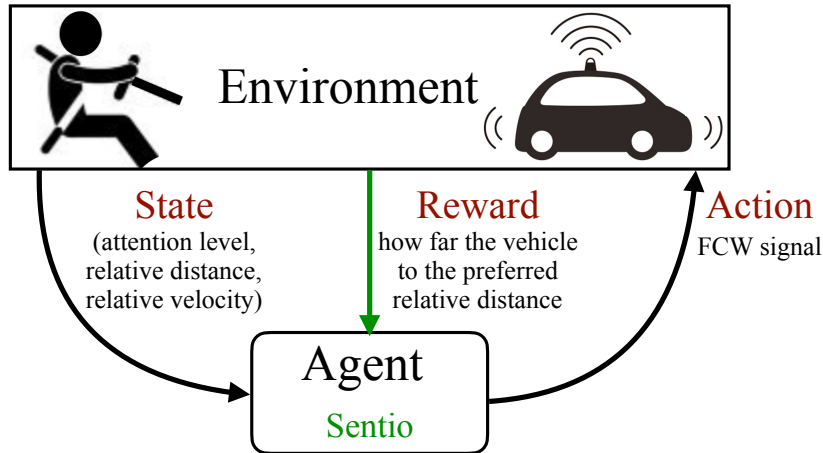 Environment
State
(attention level,
relative distance,
relative velocity)
Reward
how far the vehicle
to the preferred
relative distance
Action
FCW signal
Agent
Sentio